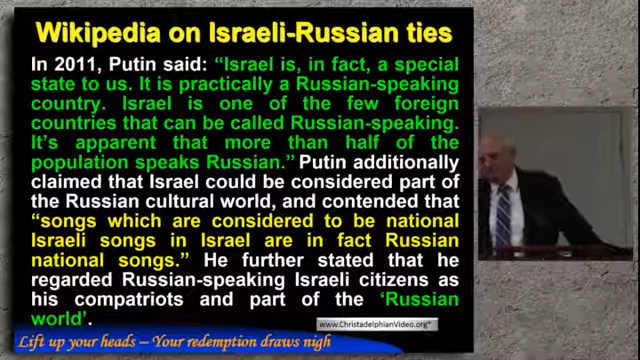 Wikipedia on Israeli-Russian ties
In 2011, Putin said: “Israel is, in fact, a special
state to us. It is practically a Russian-speaking
country. Israel is one of the few foreign
countries that can be called Russian-speaking.
It’s apparent that more than half of the
population speaks Russian.” Putin additionally
claimed that Israel could be considered part of
the Russian cultural world, and contended that
“songs which are considered to be national
Israeli songs in Israel are in fact Russian
national songs.” He further stated that he
regarded Russian-speaking Israeli citizens as
his compatriots and part of the ‘Russian
world’.
www.ChristadelphianVideo.org"
Lift up your heads – Your redemption draws nigh